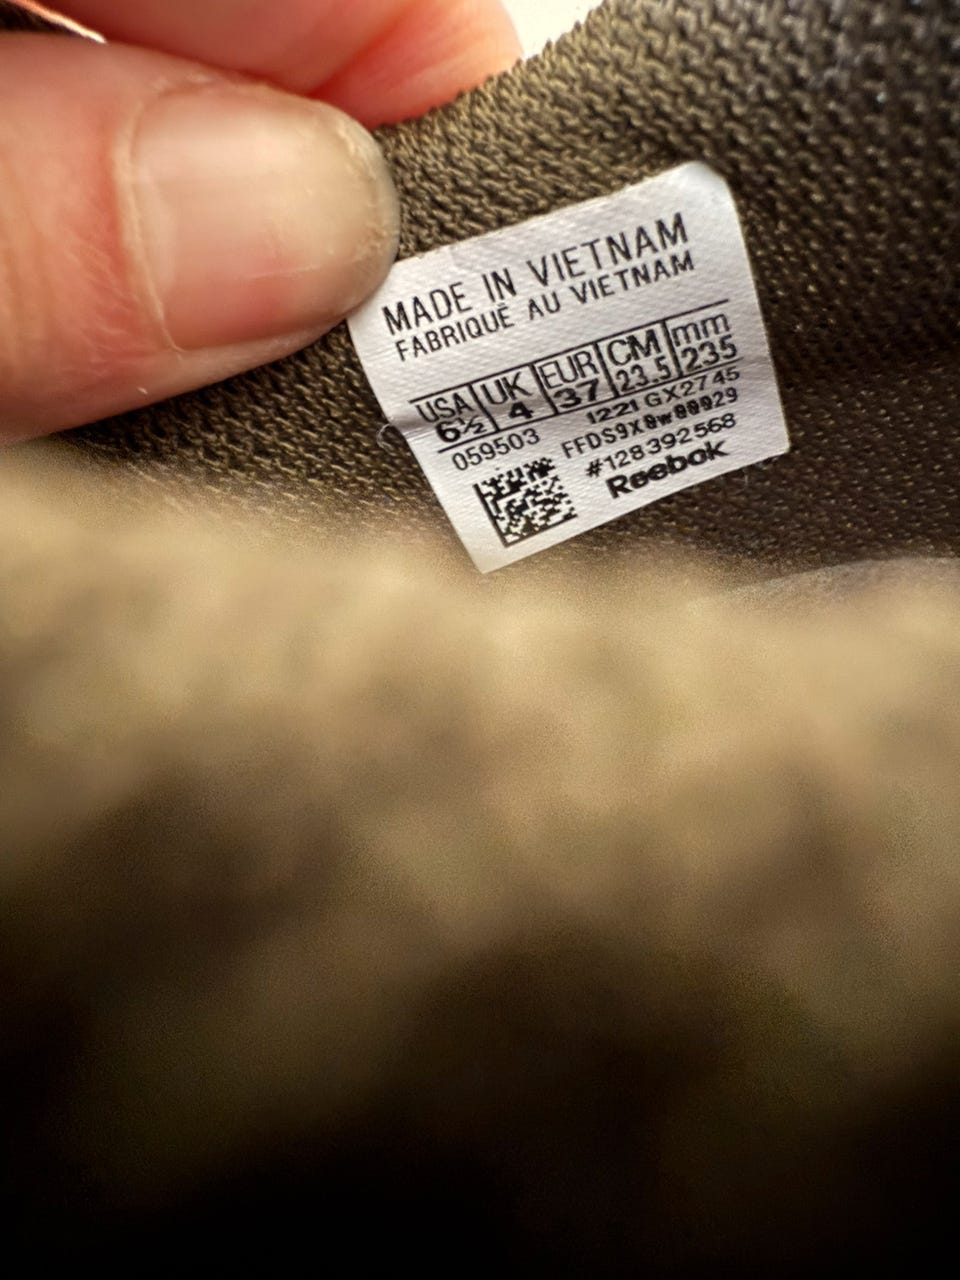 MADE IN VIETNAM
FABRIQUÉ AU VIETNAM
USA UK EUR CM mm
6½ 4 37 23.5 235
059503 1221 GX2745
#128392568
Reebok